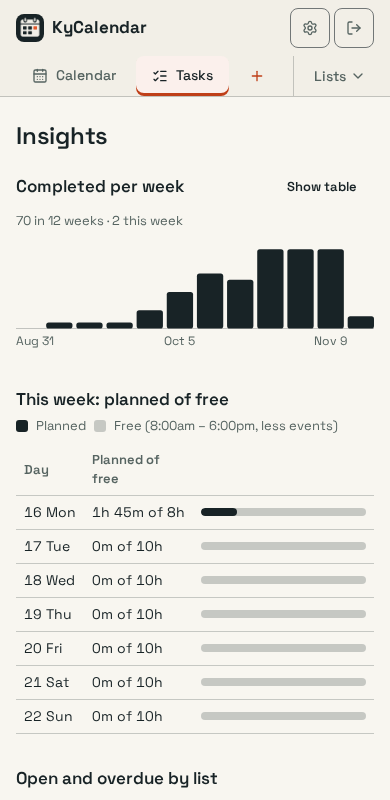 KyCalendar
Calendar
Tasks
+
Lists
Insights
Completed per week
Show table
70 in 12 weeks · 2 this week
Aug 31
Oct 5
Nov 9
This week: planned of free
Planned
Free (8:00am – 6:00pm, less events)
Day
Planned of
free
16 Mon 1h 45m of 8h
17 Tue 0m of 10h
18 Wed 0m of 10h
19 Thu 0m of 10h
20 Fri 0m of 10h
21 Sat 0m of 10h
22 Sun 0m of 10h
Open and overdue by list